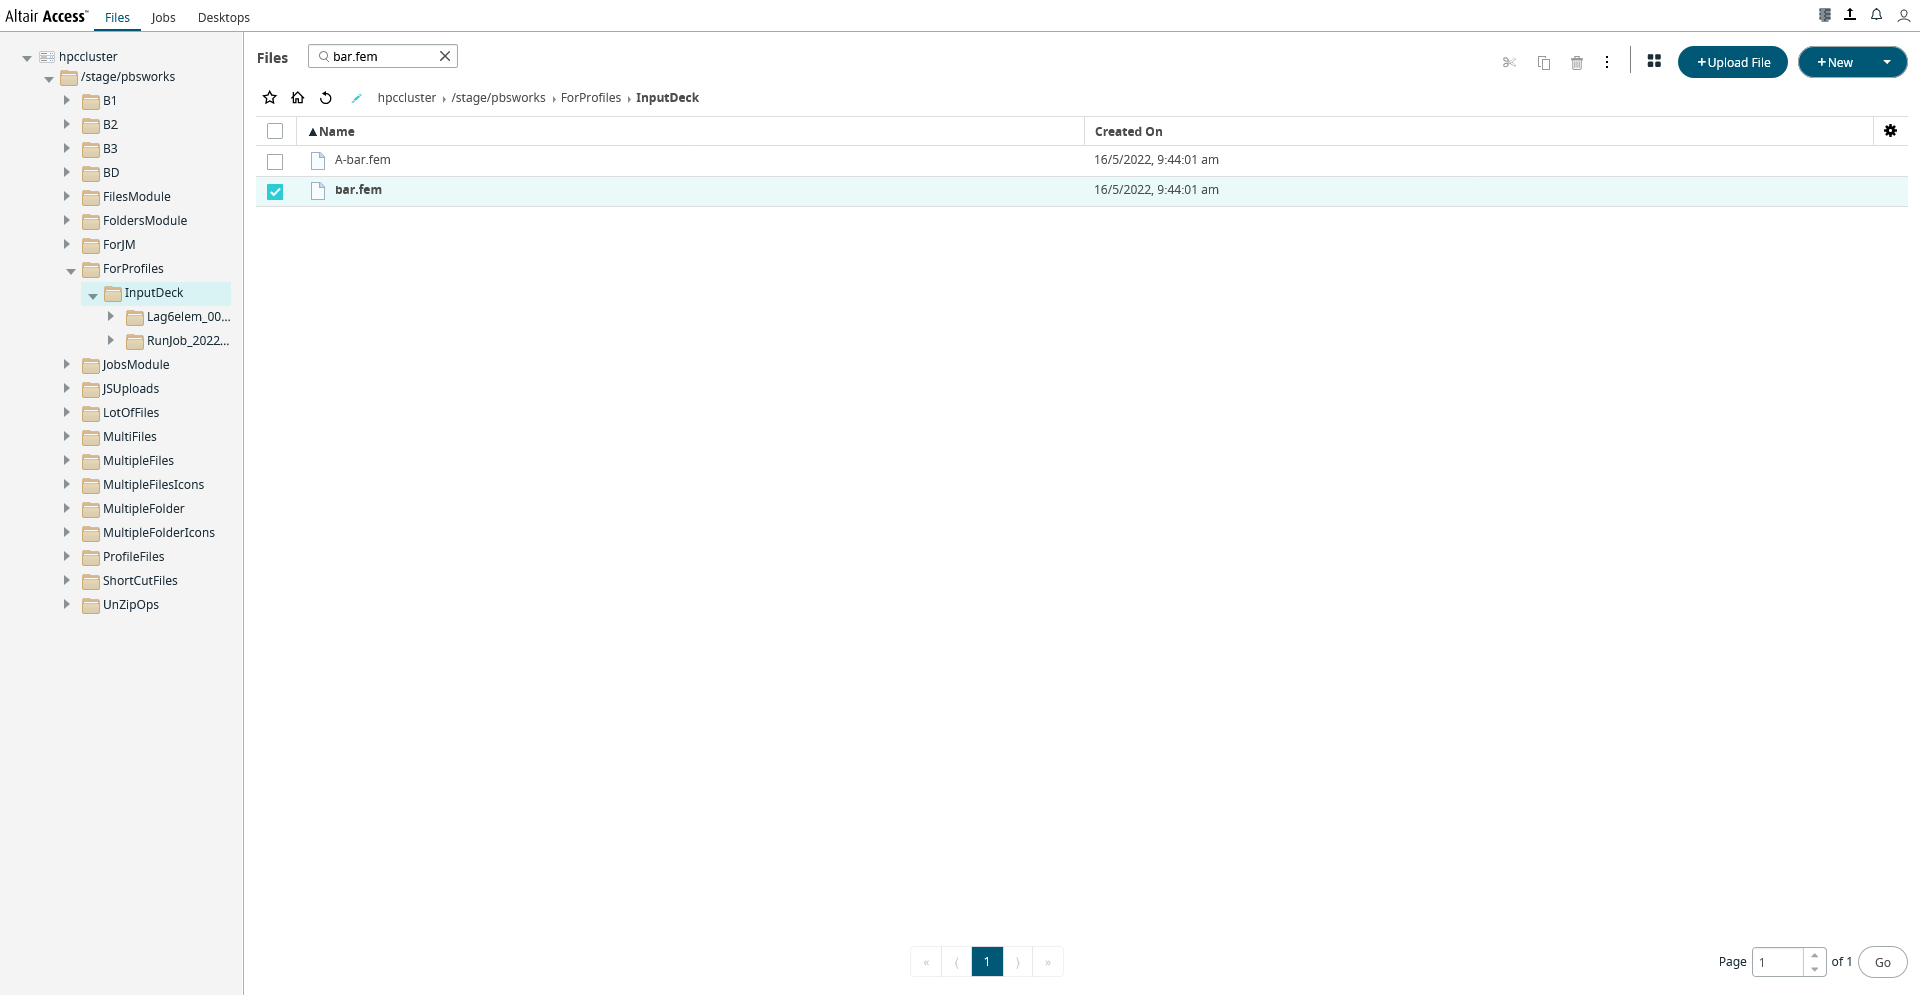 Altair Access™ Files Jobs Desktops
hpccluster
/stage/pbsworks
B1
B2
B3
BD
FilesModule
FoldersModule
ForJM
ForProfiles
InputDeck
Lag6elem_00...
RunJob_2022...
JobsModule
JSUploads
LotOfFiles
MultiFiles
MultipleFiles
MultipleFilesIcons
MultipleFolder
MultipleFolderIcons
ProfileFiles
ShortCutFiles
UnZipOps
Files bar.fem +Upload File +New
hpccluster › /stage/pbsworks › ForProfiles › InputDeck
▲Name Created On
A-bar.fem 16/5/2022, 9:44:01 am
bar.fem 16/5/2022, 9:44:01 am
« ⟨ 1 ⟩ » Page 1 of 1 Go